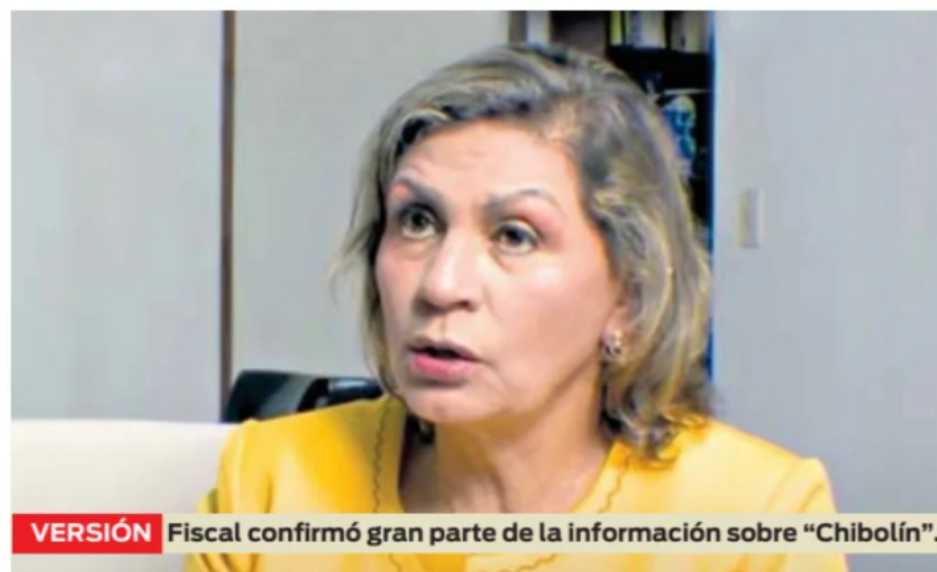 VERSIÓN Fiscal confirmó gran parte de la información sobre “Chibolín”.